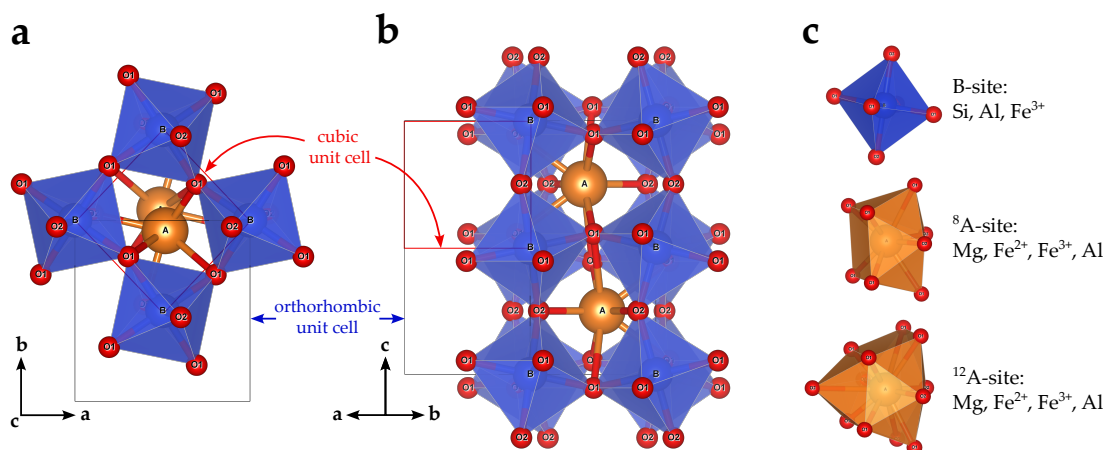 a
b
c
O1
O1
B
O2
O1
O1
O1
O1
A
A
O2
B
O2
B
O1
O1
O1
O1
B
O2
O1
O1
b
c
a
cubic
unit cell
orthorhombic
unit cell
O2 O2
O2 O2
O1
O1
O1
O1
B
B
O1
O1
O1
O1
O2
O2
A
O2
O2
O1
O1
O1
O1
B
B
O1
O1
O1
O2
O2
A
O2
O2
O1
O1
O1
O1
B
B
O1
O1
O1
O2
O2
O2
O2
c
a
b
B-site:
Si, Al, Fe³⁺
⁸A-site:
Mg, Fe²⁺, Fe³⁺, Al
¹²A-site:
Mg, Fe²⁺, Fe³⁺, Al